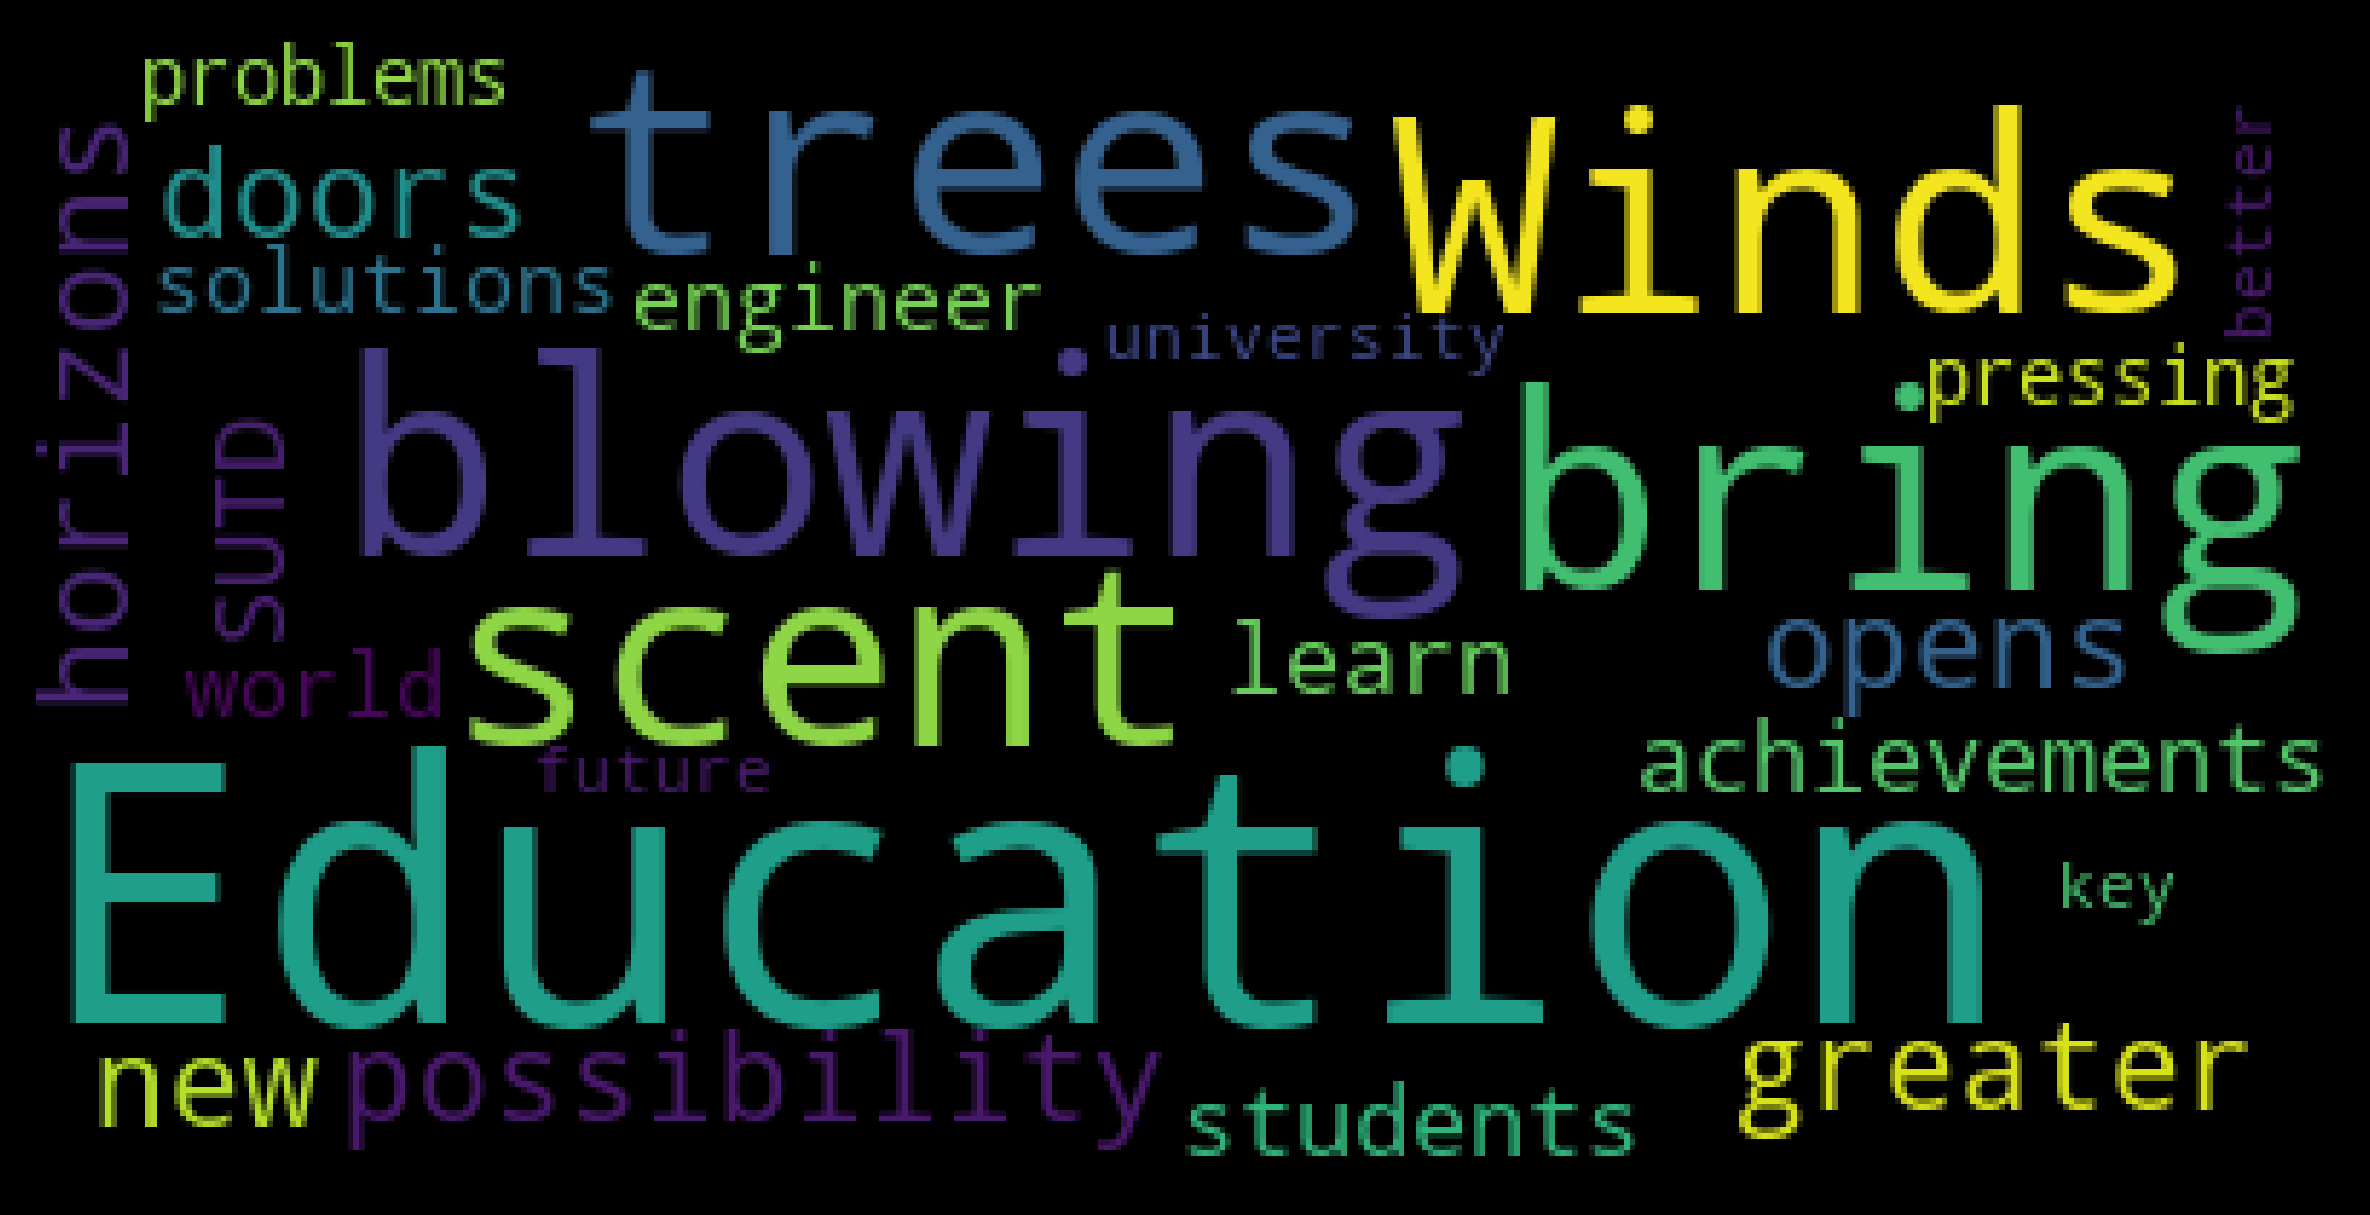 problems
trees
Winds
better
horizons
doors
solutions
engineer
university
pressing
blowing
bring
SUTD
scent
learn
opens
world
future
achievements
Education
key
new
possibility
students
greater